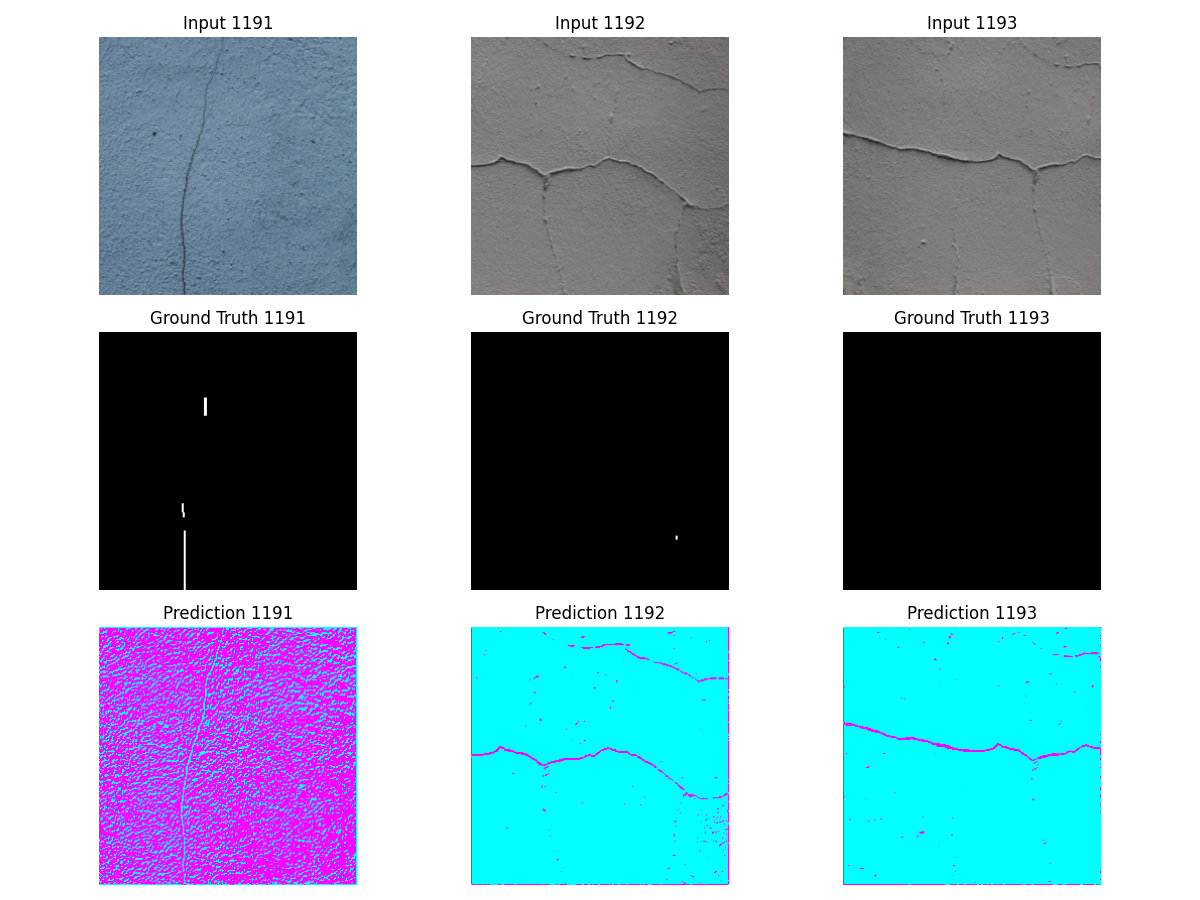 Input 1191
Input 1192
Input 1193
Ground Truth 1191
Ground Truth 1192
Ground Truth 1193
Prediction 1191
Prediction 1192
Prediction 1193